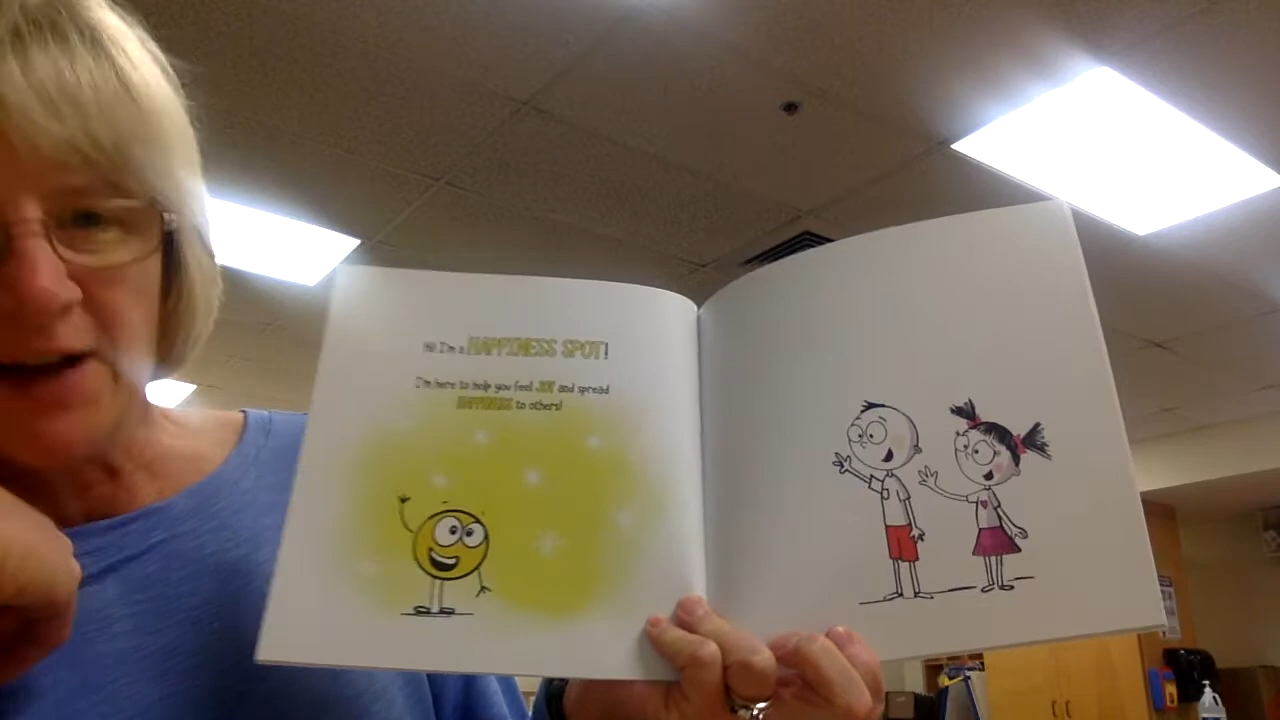 Hi! I'm a HAPPINESS SPOT!
I'm here to help you feel JOY and spread
HAPPINESS to others!